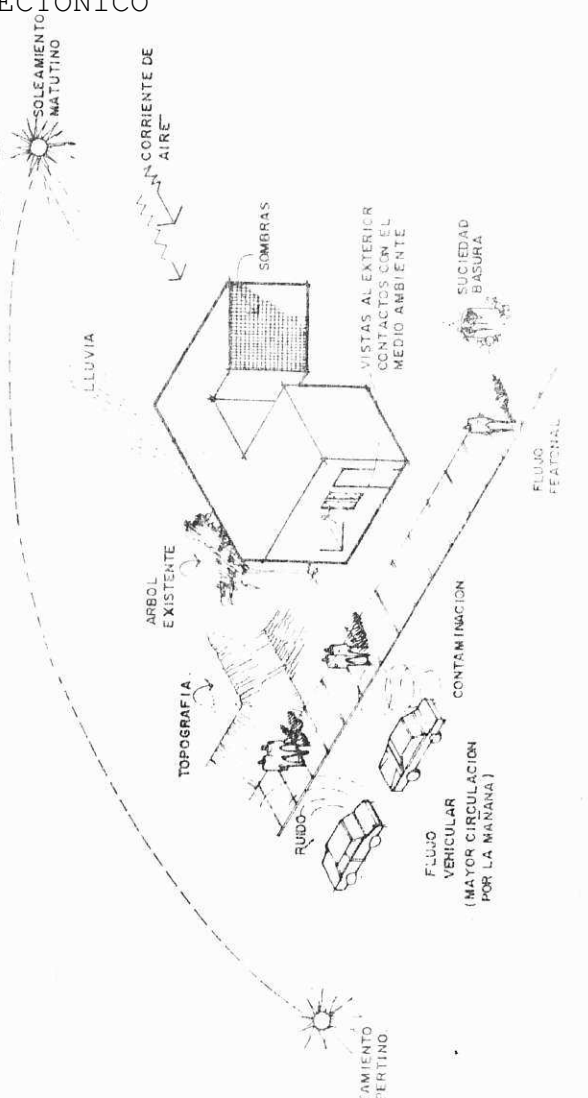 ECTONICO
SOLEAMIENTO
MATUTINO
CORRIENTE DE
AIRE
LLUVIA
SOMBRAS
VISTAS AL EXTERIOR
CONTACTOS CON EL
MEDIO AMBIENTE
SUCIEDAD
BASURA
ARBOL
EXISTENTE
TOPOGRAFIA
FLUJO
PEATONAL
CONTAMINACION
RUIDO
FLUJO
VEHICULAR
(MAYOR CIRCULACION
POR LA MAÑANA)
AMIENTO
PERTINO.